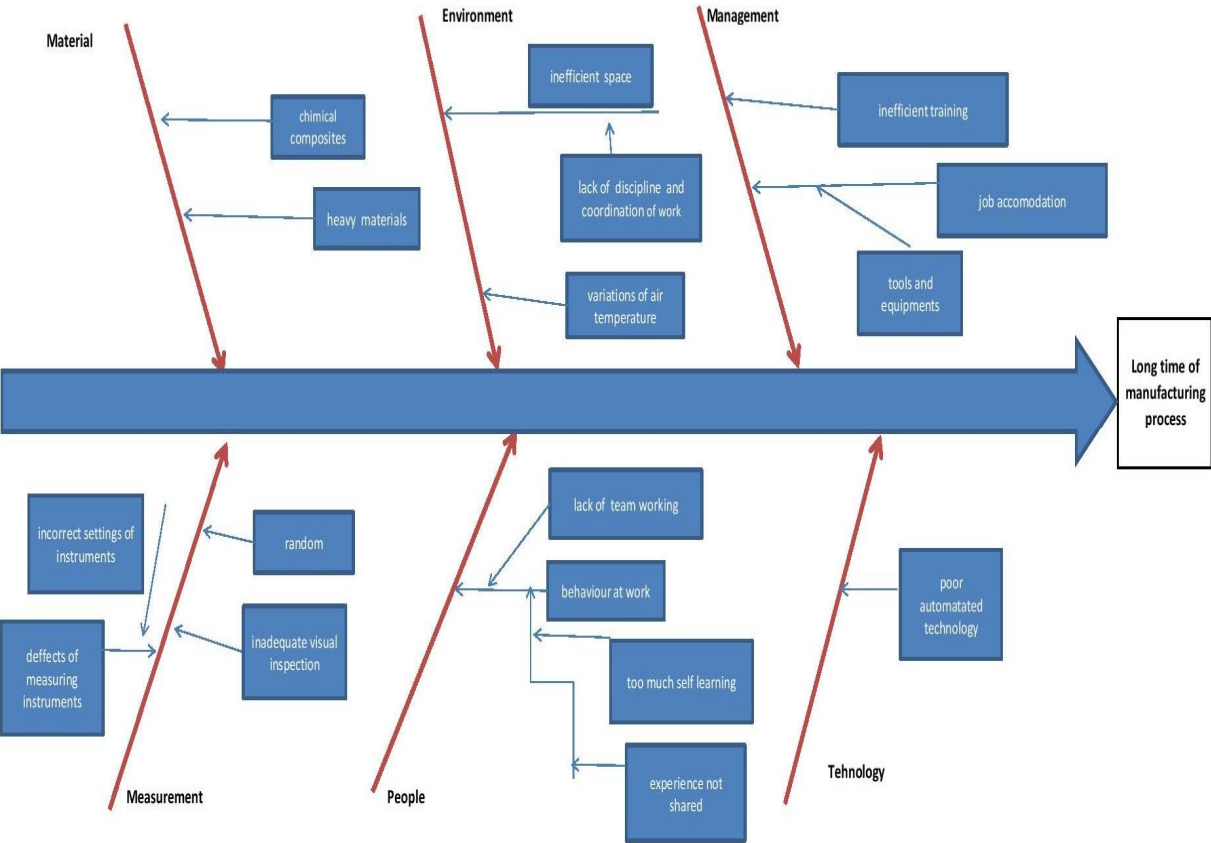 Material
Environment
Management
chimical
composites
heavy materials
inefficient space
lack of discipline and
coordination of work
variations of air
temperature
inefficient training
job accomodation
tools and
equipments
Long time of
manufacturing
process
incorrect settings of
instruments
random
deffects of
measuring
instruments
inadequate visual
inspection
Measurement
lack of team working
behaviour at work
too much self learning
experience not
shared
People
poor
automatated
technology
Tehnology